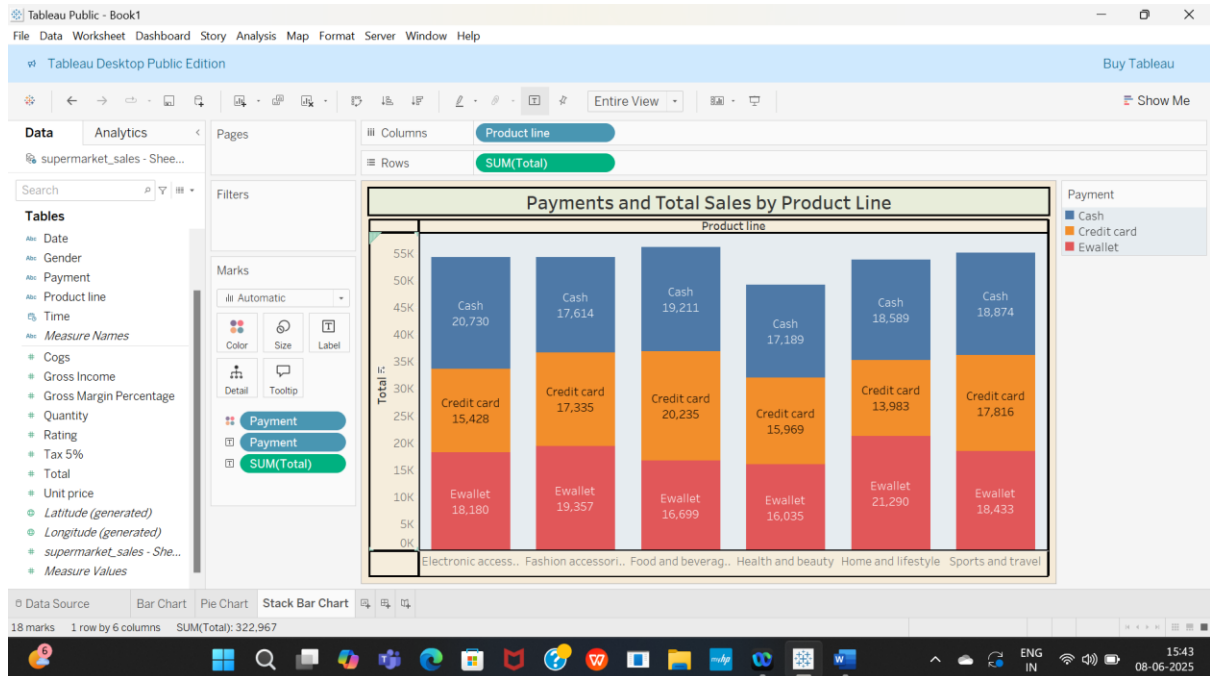 Tableau Public - Book1
File Data Worksheet Dashboard Story Analysis Map Format Server Window Help
Tableau Desktop Public Edition
Buy Tableau
Entire View
Show Me
Data Analytics
supermarket_sales - Shee...
Search
Tables
Abc Date
Abc Gender
Abc Payment
Abc Product line
Time
Abc Measure Names
# Cogs
# Gross Income
# Gross Margin Percentage
# Quantity
# Rating
# Tax 5%
# Total
# Unit price
Latitude (generated)
Longitude (generated)
# supermarket_sales - She...
# Measure Values
Pages
Filters
Marks
Automatic
Color Size Label
Detail Tooltip
Payment
Payment
SUM(Total)
Columns Product line
Rows SUM(Total)
Payments and Total Sales by Product Line
Product line
Total
55K
50K
45K
40K
35K
30K
25K
20K
15K
10K
5K
0K
Cash
20,730
Credit card
15,428
Ewallet
18,180
Cash
17,614
Credit card
17,335
Ewallet
19,357
Cash
19,211
Credit card
20,235
Ewallet
16,699
Cash
17,189
Credit card
15,969
Ewallet
16,035
Cash
18,589
Credit card
13,983
Ewallet
21,290
Cash
18,874
Credit card
17,816
Ewallet
18,433
Electronic access.. Fashion accessori.. Food and beverag.. Health and beauty Home and lifestyle Sports and travel
Payment
Cash
Credit card
Ewallet
Data Source Bar Chart Pie Chart Stack Bar Chart
18 marks 1 row by 6 columns SUM(Total): 322,967
6
myhp
W
ENG
IN
15:43
08-06-2025